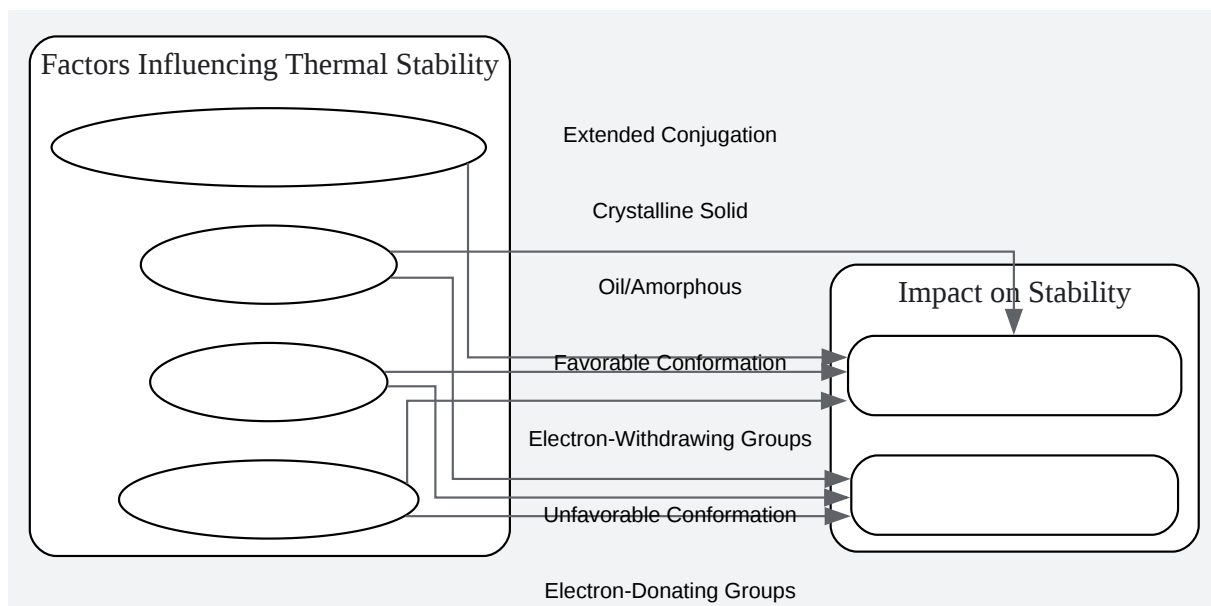 Factors Influencing Thermal Stability
Extended Conjugation
Crystalline Solid
Oil/Amorphous
Impact on Stability
Favorable Conformation
Electron-Withdrawing Groups
Unfavorable Conformation
Electron-Donating Groups